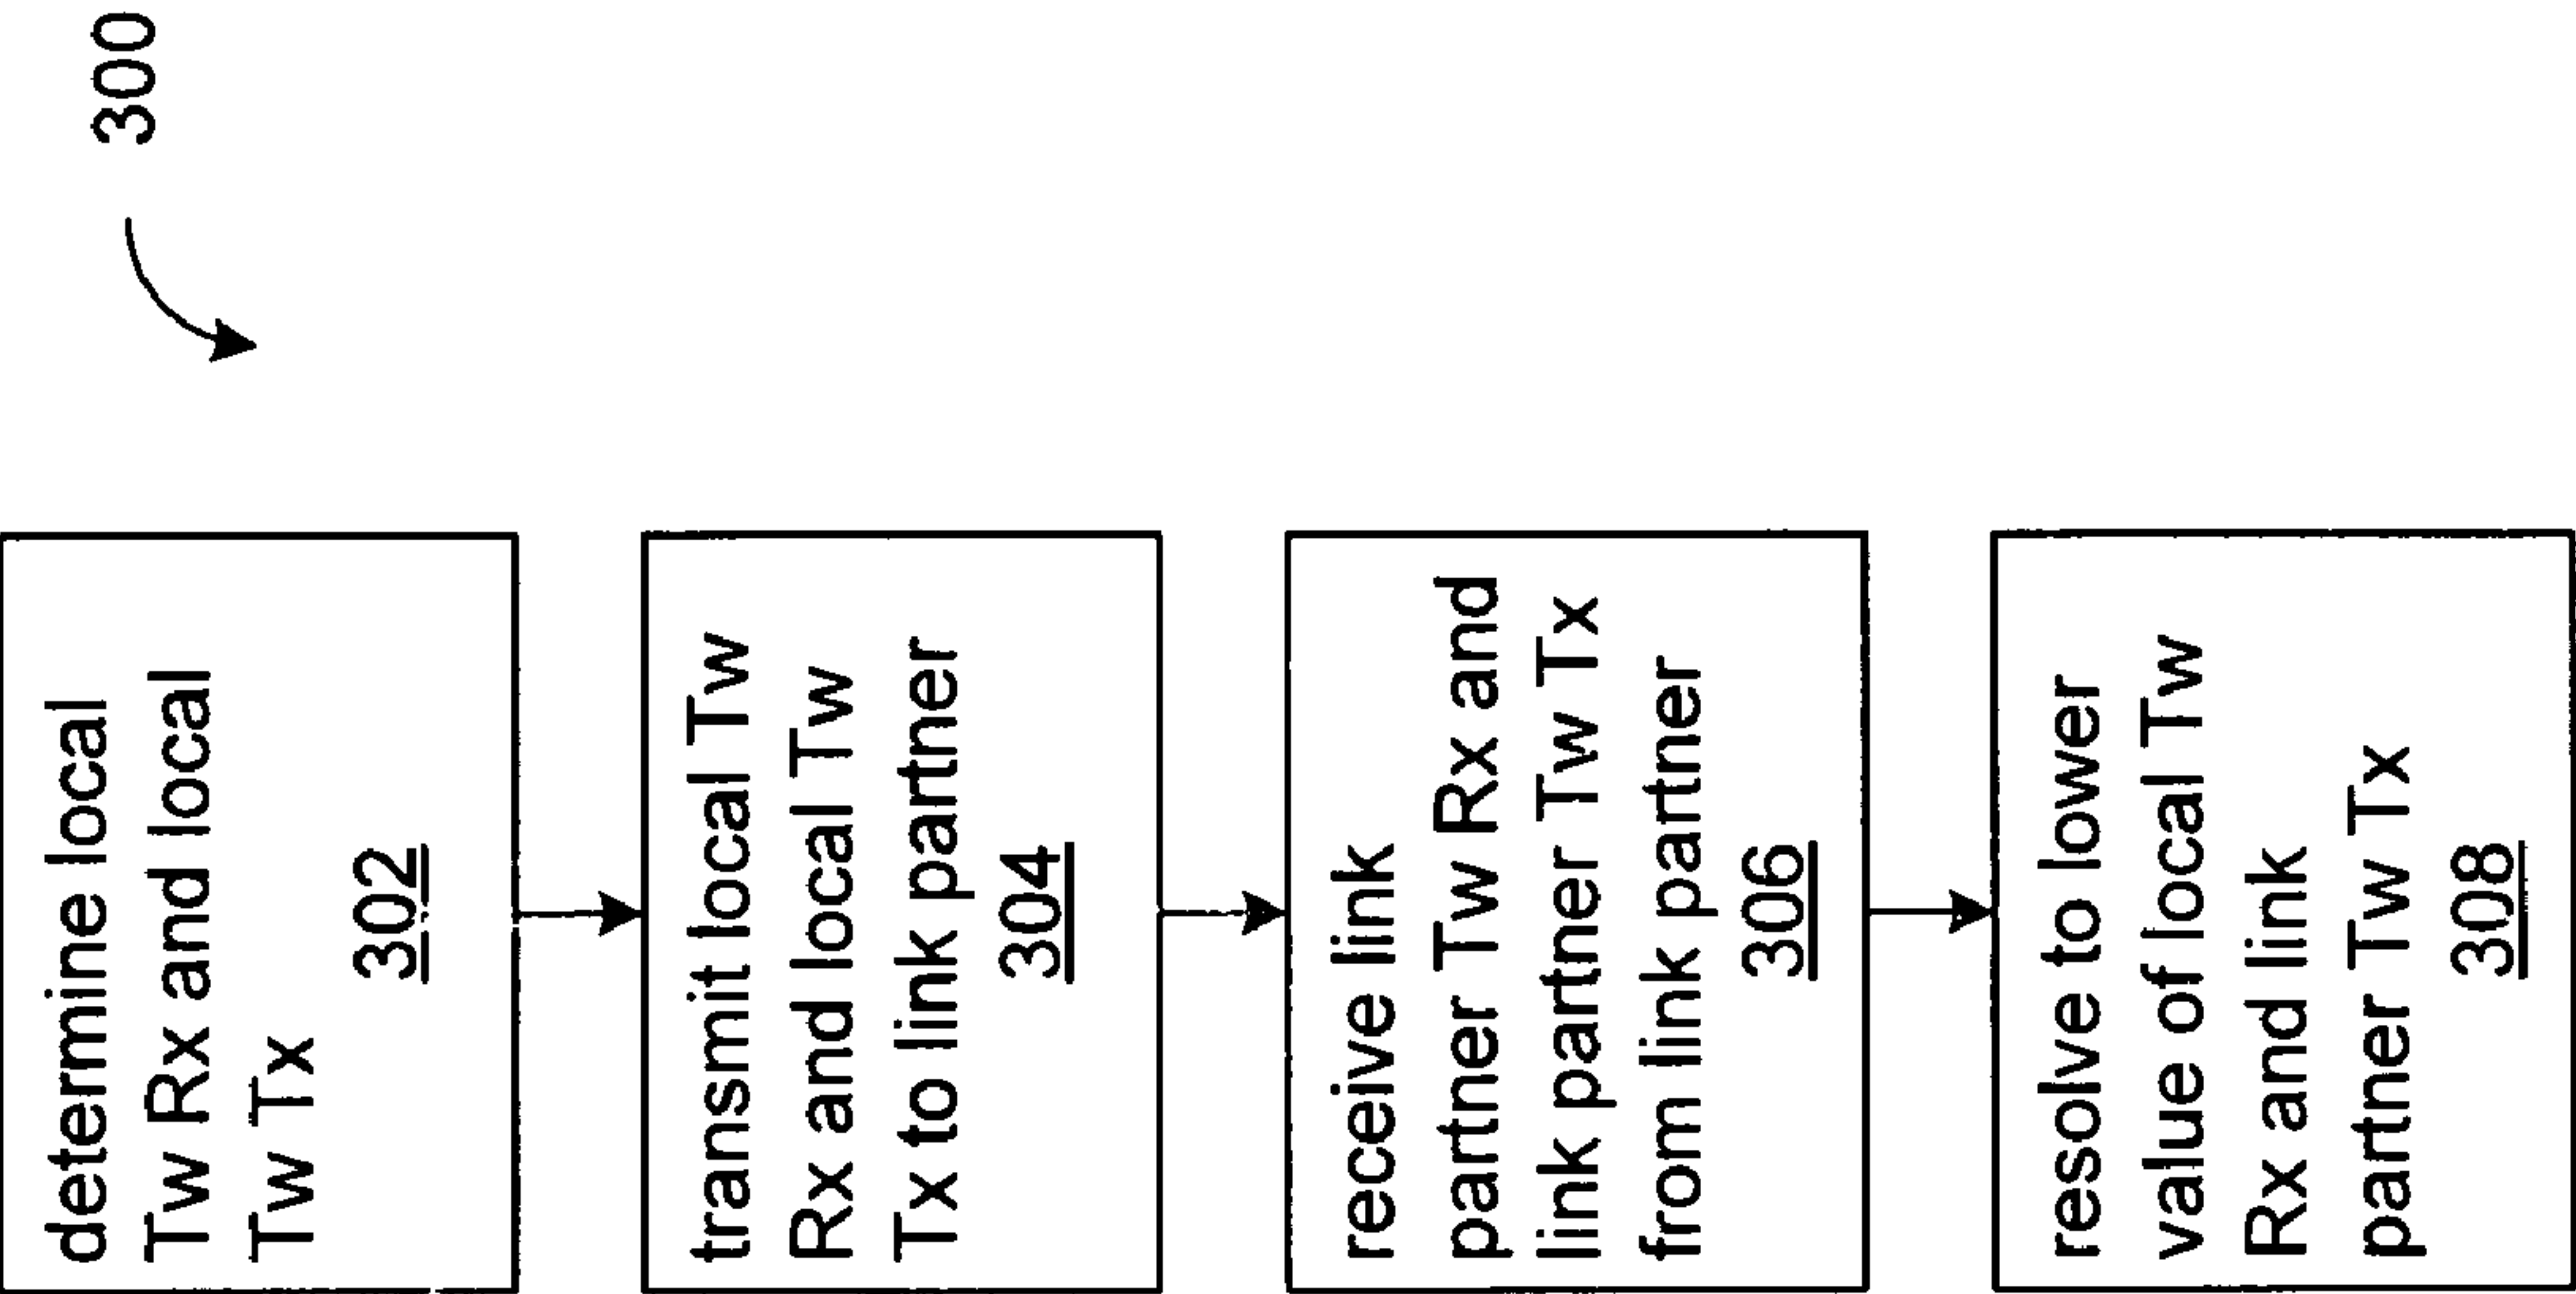 300
determine local
Tw Rx and local
Tw Tx
302
transmit local Tw
Rx and local Tw
Tx to link partner
304
receive link
partner Tw Rx and
link partner Tw Tx
from link partner
306
resolve to lower
value of local Tw
Rx and link
partner Tw Tx
308